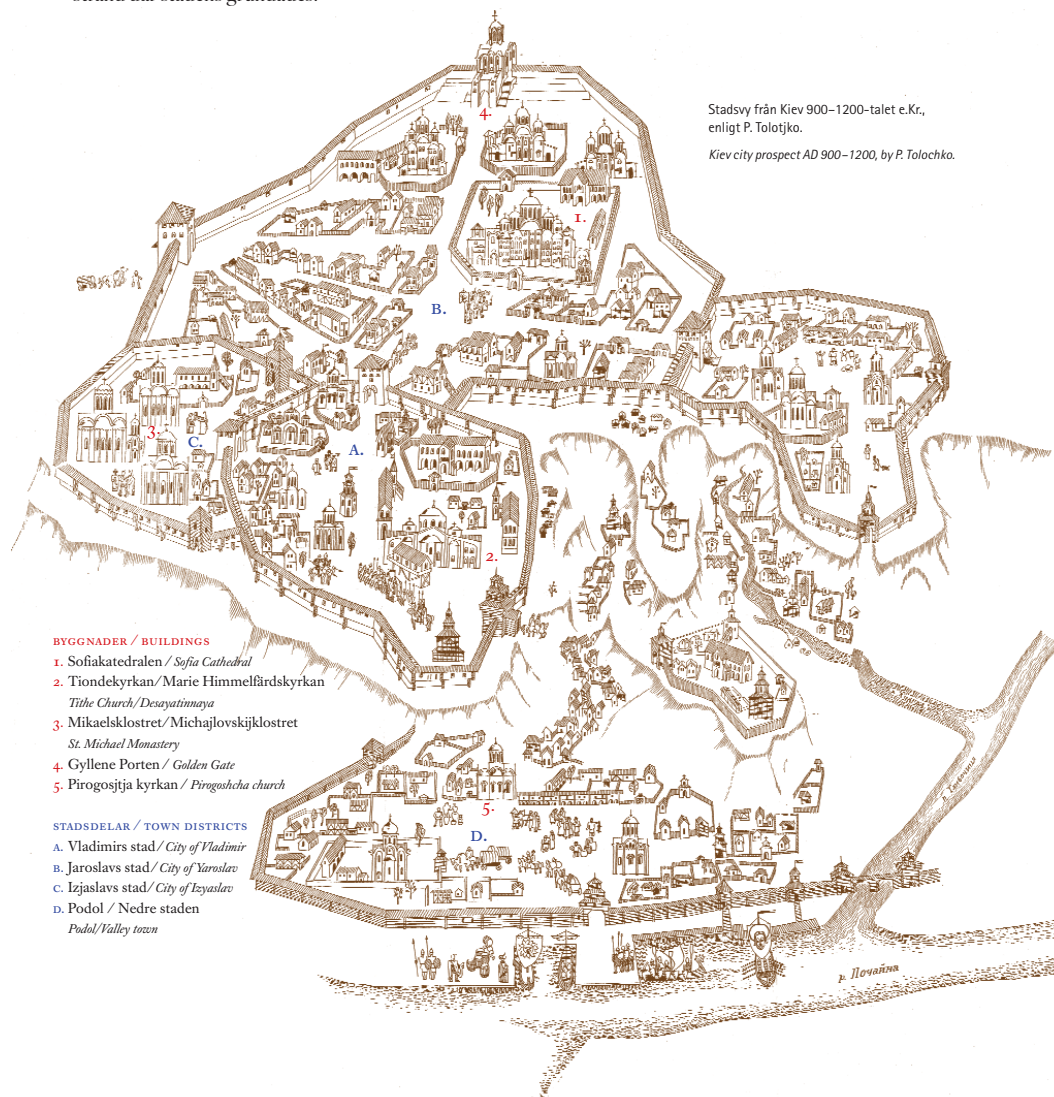 strand där stadens grundades.
Stadsvy från Kiev 900–1200-talet e.Kr.,
enligt P. Tolotjko.
Kiev city prospect AD 900–1200, by P. Tolochko.
4.
1.
B.
3.
C.
A.
2.
BYGGNADER / BUILDINGS
1. Sofiakatedralen / Sofia Cathedral
2. Tiondekyrkan/Marie Himmelfärdskyrkan
Tithe Church/Desayatinnaya
3. Mikaelsklostret/Michajlovskijklostret
St. Michael Monastery
4. Gyllene Porten / Golden Gate
5. Pirogosjtja kyrkan / Pirogoshcha church
STADSDELAR / TOWN DISTRICTS
A. Vladimirs stad/City of Vladimir
B. Jaroslavs stad/City of Yaroslav
C. Izjaslavs stad/City of Izyaslav
D. Podol / Nedre staden
Podol/Valley town
5.
D.
р. Почайна